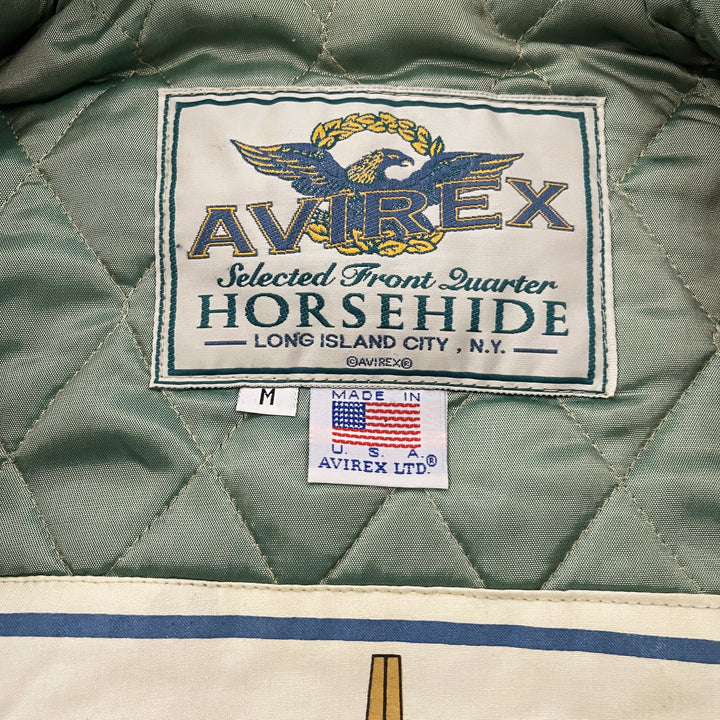 AVIREX
Selected Front Quarter
HORSEHIDE
LONG ISLAND CITY, N.Y.
©AVIREX®
M
MADE IN
U. S. A.
AVIREX LTD.®